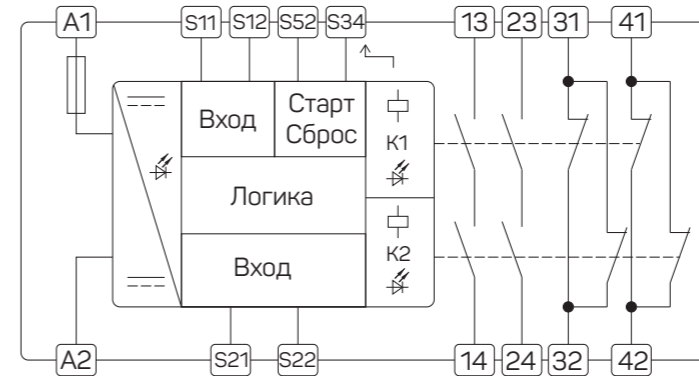 A1 S11 S12 S52 S34 13 23 31 41
Вход
Старт
Сброс
K1
Логика
K2
Вход
A2 S21 S22 14 24 32 42